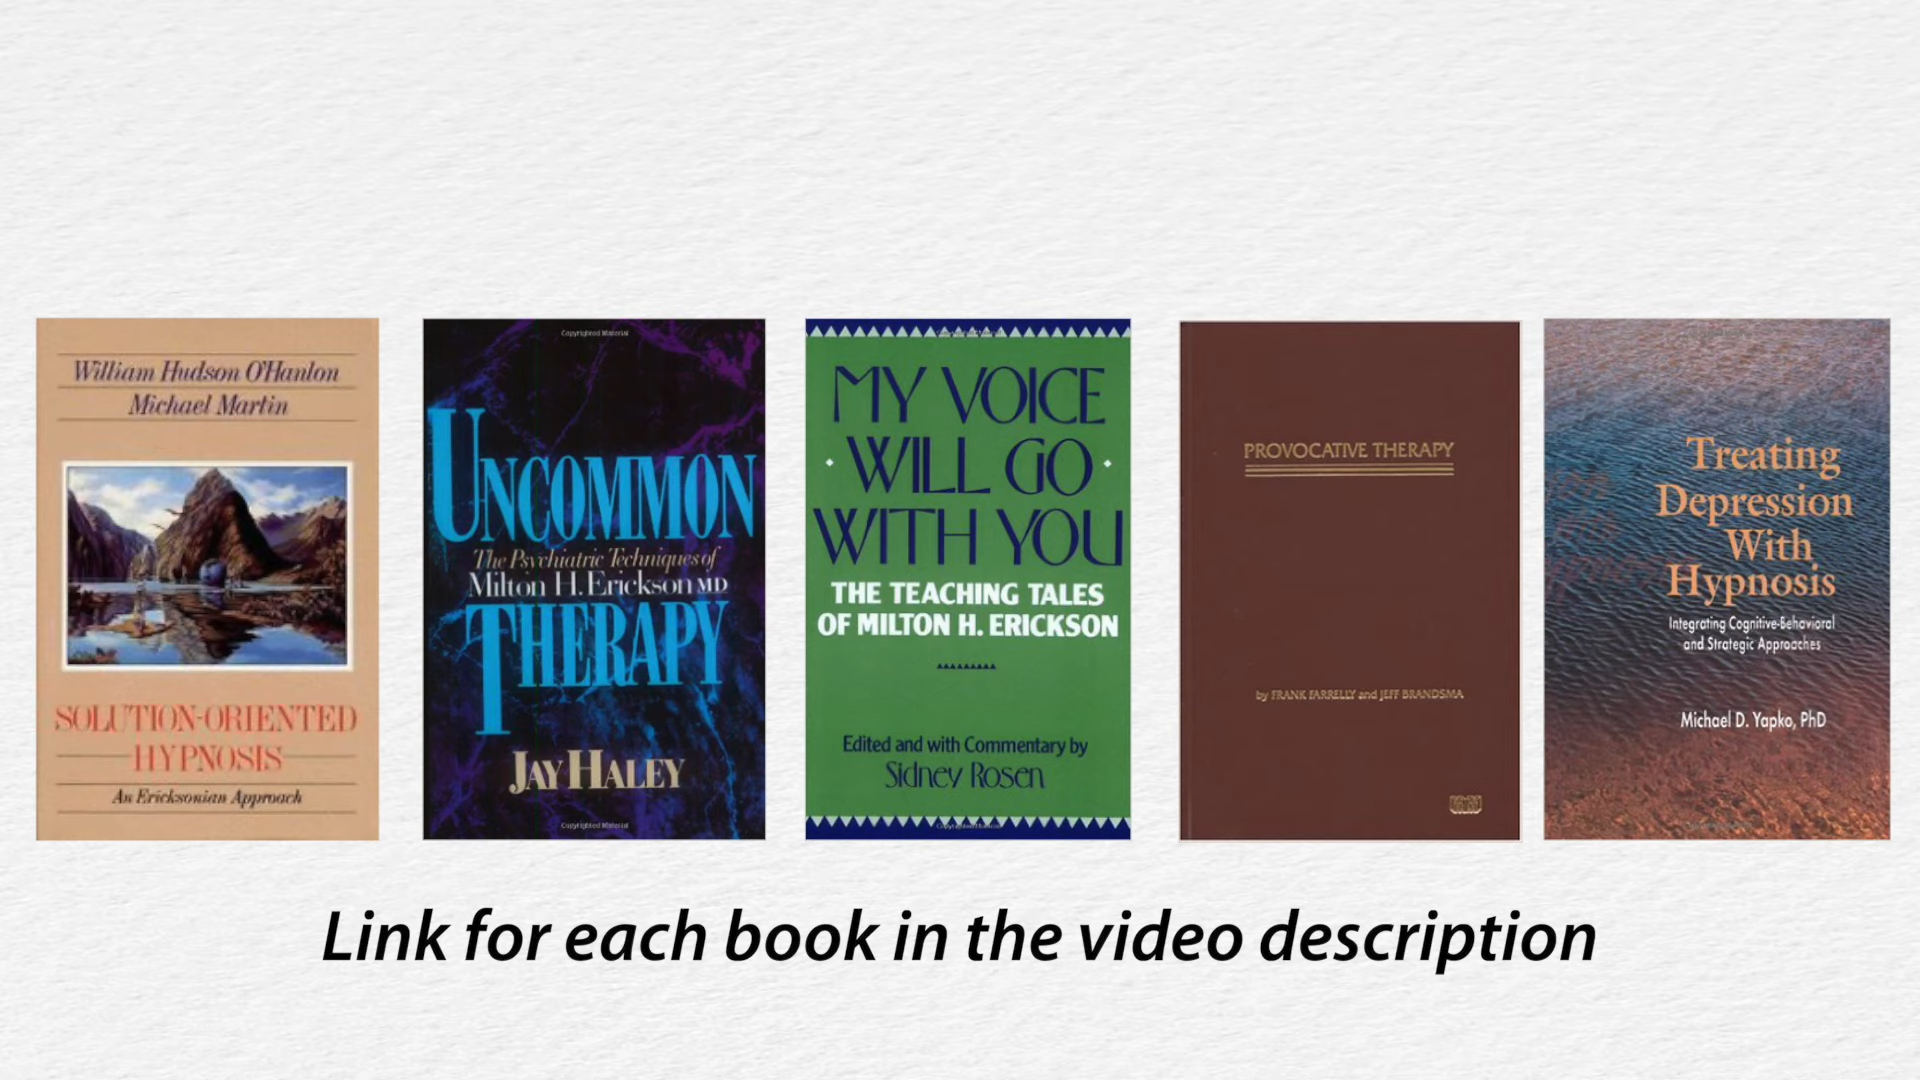 William Hudson O'Hanlon
Michael Martin
SOLUTION-ORIENTED
HYPNOSIS
An Ericksonian Approach
Copyrighted Material
UNCOMMON
The Psychiatric Techniques of
Milton H. Erickson MD
THERAPY
JAY HALEY
Copyrighted Material
MY VOICE
WILL GO
WITH YOU
THE TEACHING TALES
OF MILTON H. ERICKSON
Edited and with Commentary by
Sidney Rosen
PROVOCATIVE THERAPY
by FRANK FARRELLY and JEFF BRANDSMA
Treating
Depression
With
Hypnosis
Integrating Cognitive-Behavioral
and Strategic Approaches
Michael D. Yapko, PhD
Link for each book in the video description